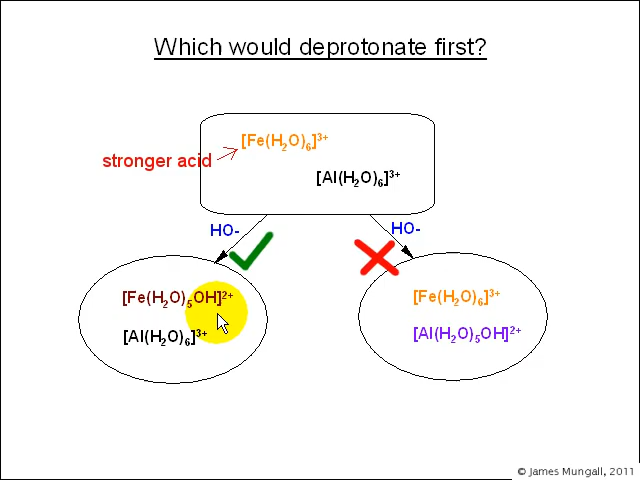 Which would deprotonate first?
[Fe(H₂O)₆]³⁺
stronger acid
[Al(H₂O)₆]³⁺
HO-
HO-
[Fe(H₂O)₅OH]²⁺
[Fe(H₂O)₆]³⁺
[Al(H₂O)₆]³⁺
[Al(H₂O)₅OH]²⁺
© James Mungall, 2011